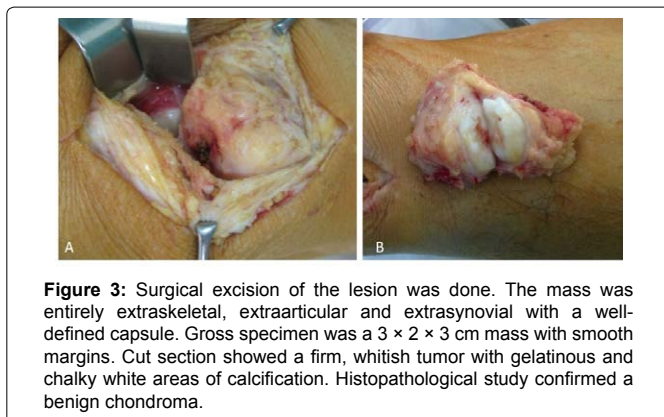 A
B
Figure 3: Surgical excision of the lesion was done. The mass was
entirely extraskeletal, extraarticular and extrasynovial with a well-
defined capsule. Gross specimen was a 3 × 2 × 3 cm mass with smooth
margins. Cut section showed a firm, whitish tumor with gelatinous and
chalky white areas of calcification. Histopathological study confirmed a
benign chondroma.